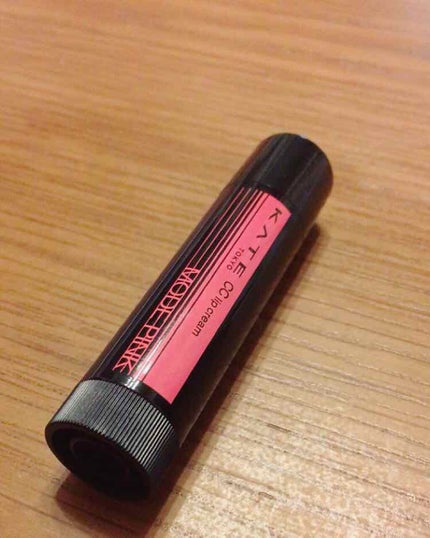 KATE
TOKYO
CC lip cream
MODE PINK